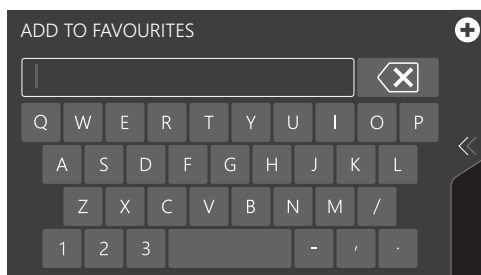 ADD TO FAVOURITES
Q W E R T Y U I O P
A S D F G H J K L
Z X C V B N M /
1 2 3 - , .